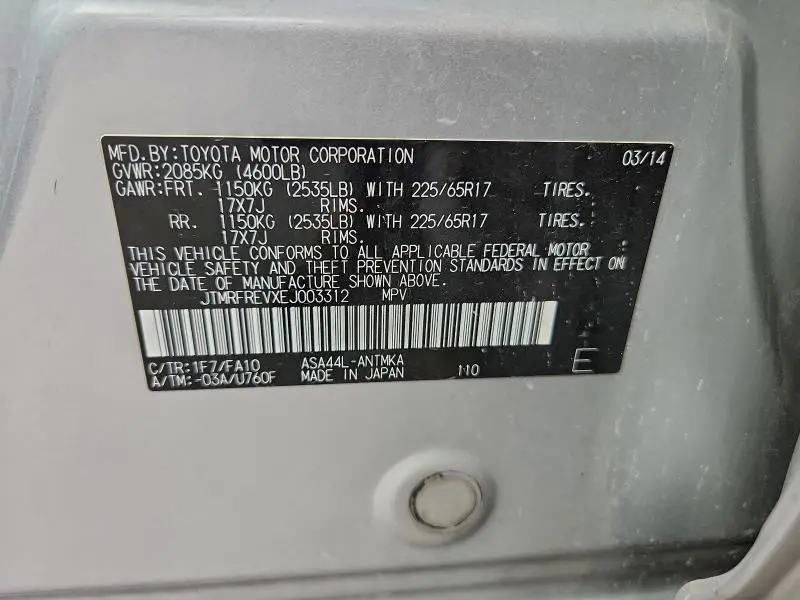 MFD.BY:TOYOTA MOTOR CORPORATION 03/14
GVWR:2085KG (4600LB)
GAWR:FRT. 1150KG (2535LB) WITH 225/65R17 TIRES.
17X7J RIMS.
RR. 1150KG (2535LB) WITH 225/65R17 TIRES.
17X7J RIMS.
THIS VEHICLE CONFORMS TO ALL APPLICABLE FEDERAL MOTOR
VEHICLE SAFETY AND THEFT PREVENTION STANDARDS IN EFFECT ON
THE DATE OF MANUFACTURE SHOWN ABOVE.
JTMRFREVXEJ003312 MPV
C/TR:1F7/FA10 ASA44L-ANTMKA
A/TM:-03A/U760F MADE IN JAPAN
E